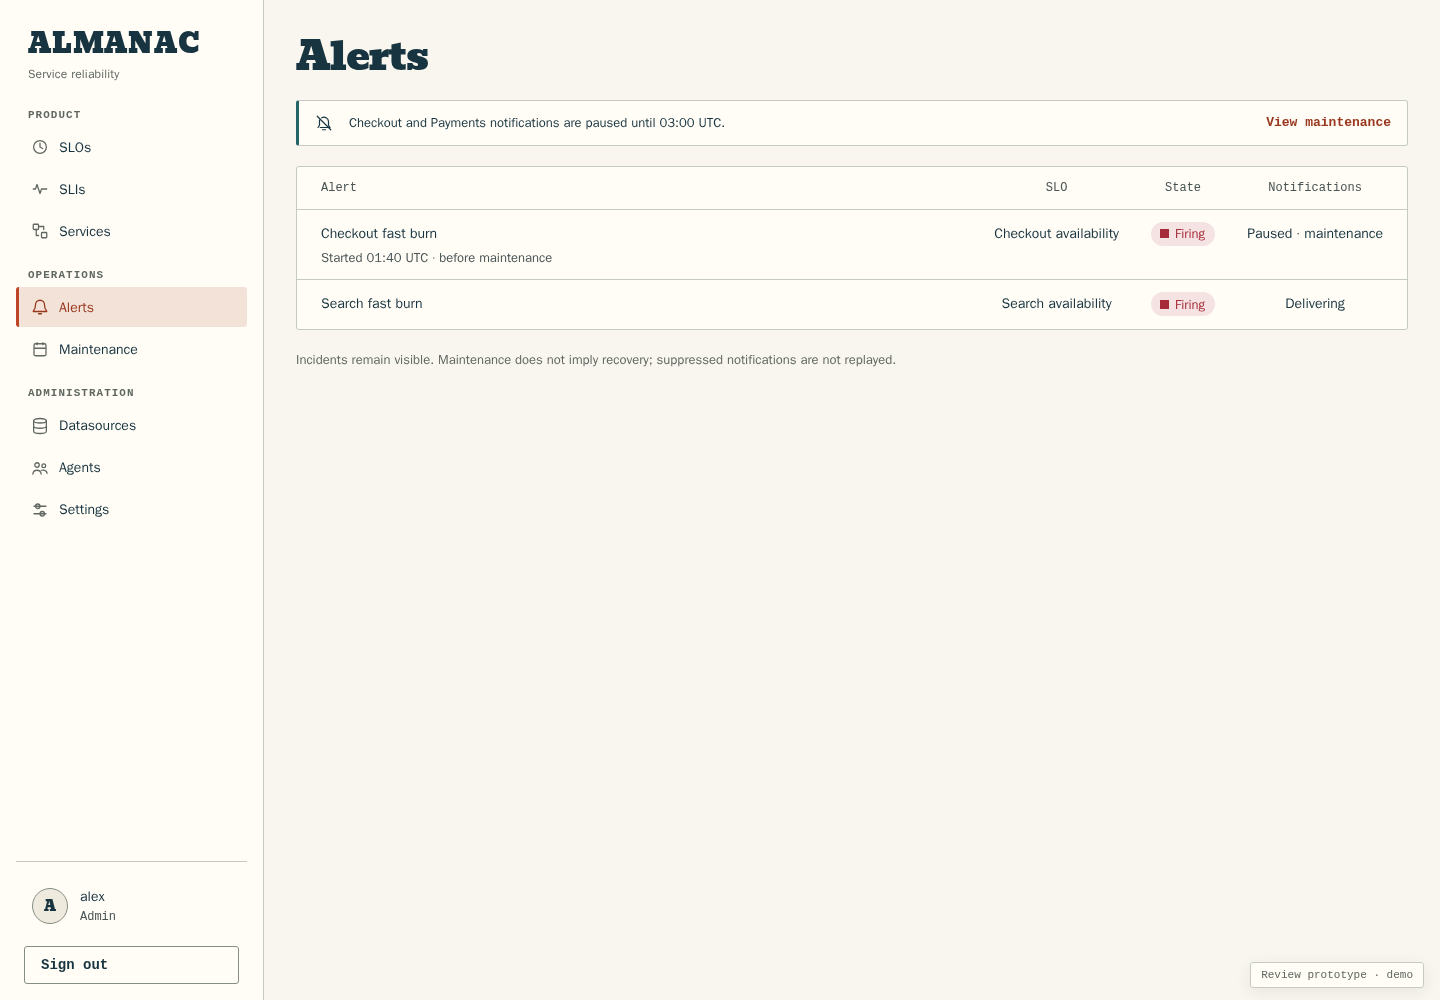 ALMANAC
Service reliability
PRODUCT
SLOs
SLIs
Services
OPERATIONS
Alerts
Maintenance
ADMINISTRATION
Datasources
Agents
Settings
A
alex
Admin
Sign out
Alerts
Checkout and Payments notifications are paused until 03:00 UTC. View maintenance
Alert SLO State Notifications
Checkout fast burn Checkout availability Firing Paused · maintenance
Started 01:40 UTC · before maintenance
Search fast burn Search availability Firing Delivering
Incidents remain visible. Maintenance does not imply recovery; suppressed notifications are not replayed.
Review prototype · demo